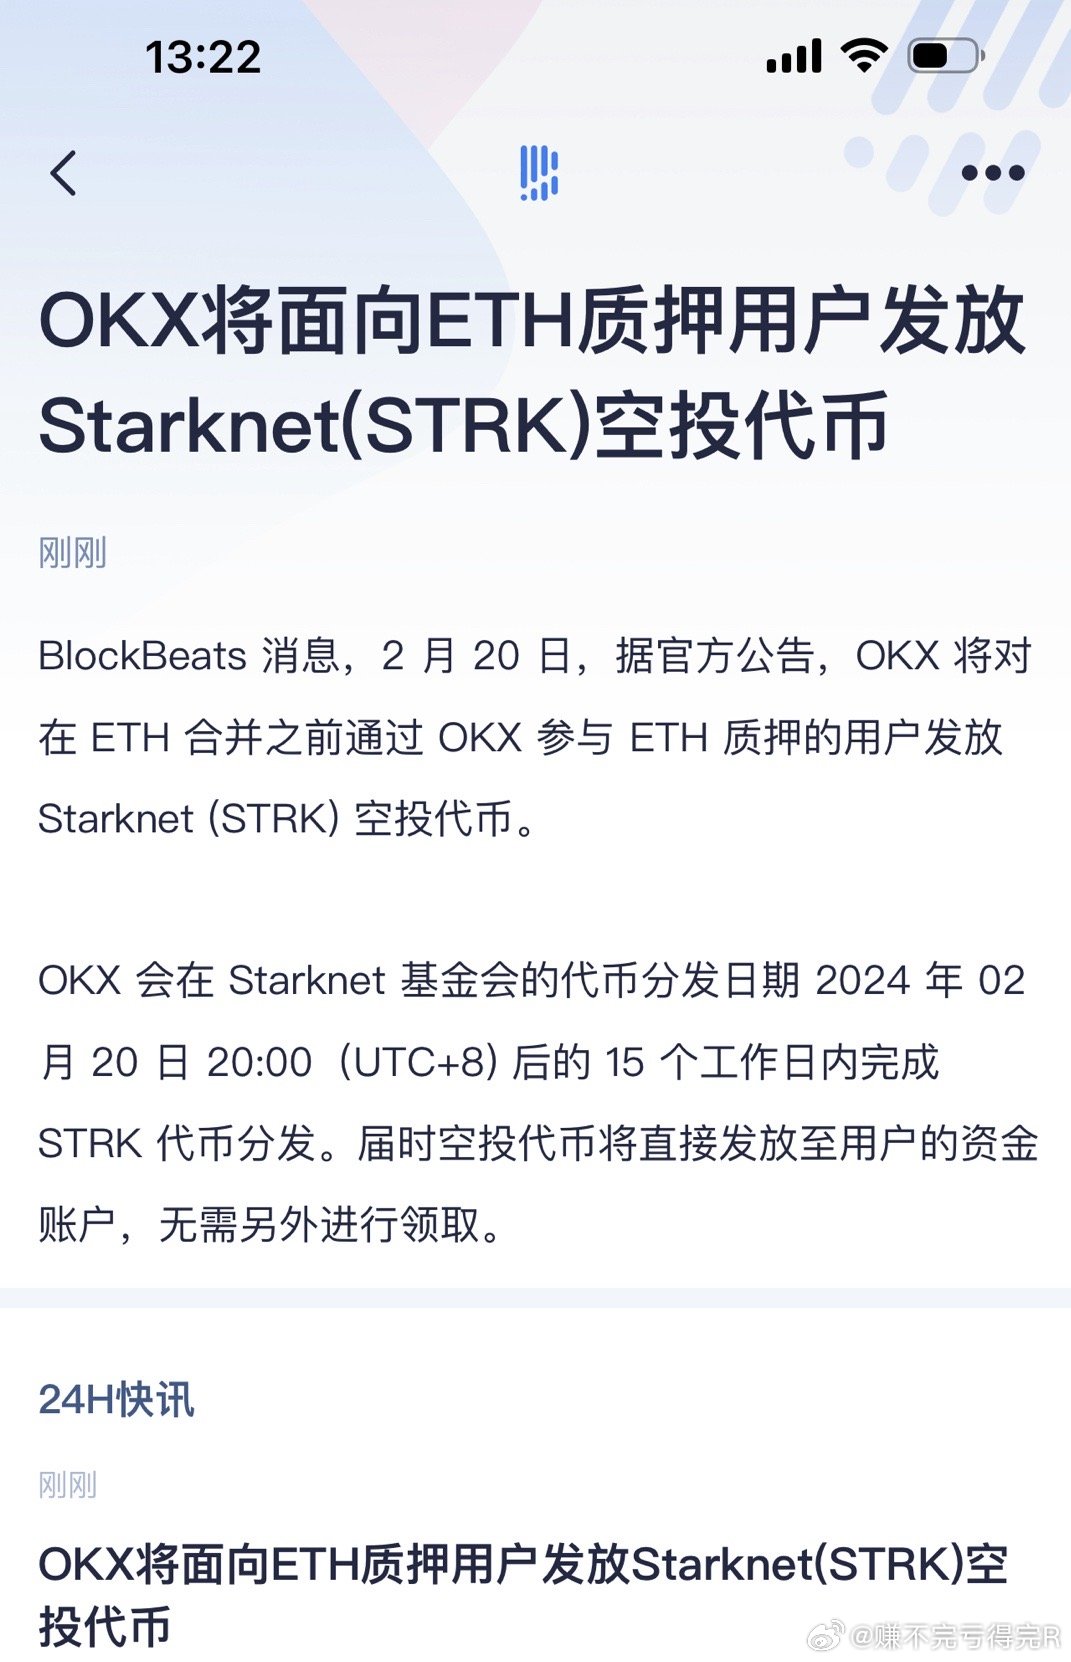 13:22
OKX将面向ETH质押用户发放
Starknet(STRK)空投代币
刚刚
BlockBeats 消息，2 月 20 日，据官方公告，OKX 将对
在 ETH 合并之前通过 OKX 参与 ETH 质押的用户发放
Starknet (STRK) 空投代币。
OKX 会在 Starknet 基金会的代币分发日期 2024 年 02
月 20 日 20:00（UTC+8) 后的 15 个工作日内完成
STRK 代币分发。届时空投代币将直接发放至用户的资金
账户，无需另外进行领取。
24H快讯
刚刚
OKX将面向ETH质押用户发放Starknet(STRK)空
投代币
@赚不完亏得完R